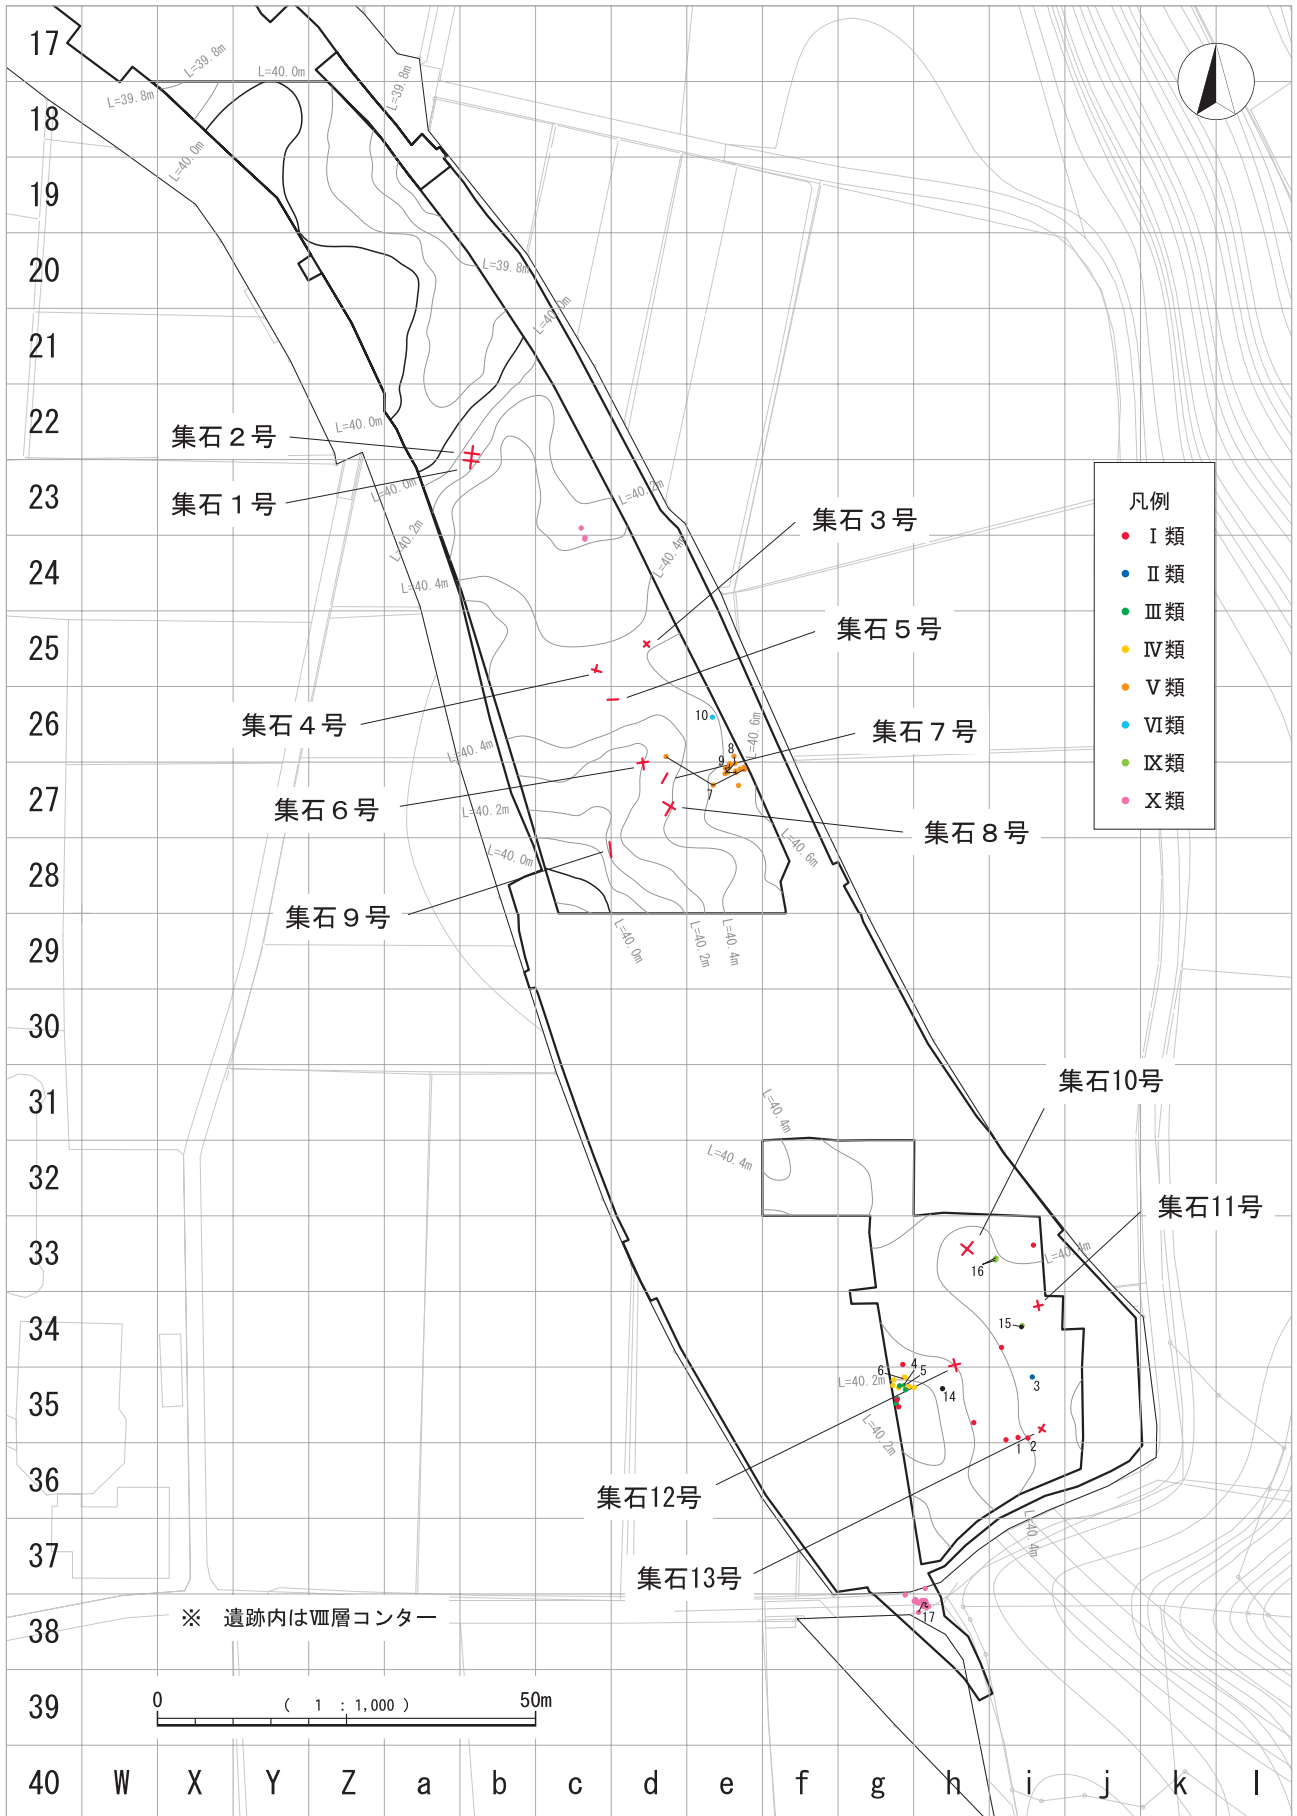 17
18
19
20
21
22
23
24
25
26
27
28
29
30
31
32
33
34
35
36
37
38
39
40 W X Y Z a b c d e f g h i j k l
L=39.8m
L=39.8m
L=40.0m
L=39.8m
L=40.0m
L=39.8m
L=40.0m
L=40.0m
集石2号
集石1号
L=40.0m
L=40.2m
L=40.2m
L=40.4m
L=40.4m
集石3号
集石5号
集石4号
集石7号
集石6号
集石8号
集石9号
10
8
9
7
L=40.6m
L=40.4m
L=40.2m
L=40.0m
L=40.6m
L=40.0m
L=40.2m
L=40.4m
凡例
Ⅰ類
Ⅱ類
Ⅲ類
Ⅳ類
Ⅴ類
Ⅵ類
Ⅸ類
Ⅹ類
集石10号
L=40.4m
L=40.4m
集石11号
L=40.4m
16
15
4
6
5
L=40.2m
14
3
L=40.2m
1
2
集石12号
L=40.4m
集石13号
17
※ 遺跡内はⅧ層コンター
0 ( 1 : 1,000 ) 50m